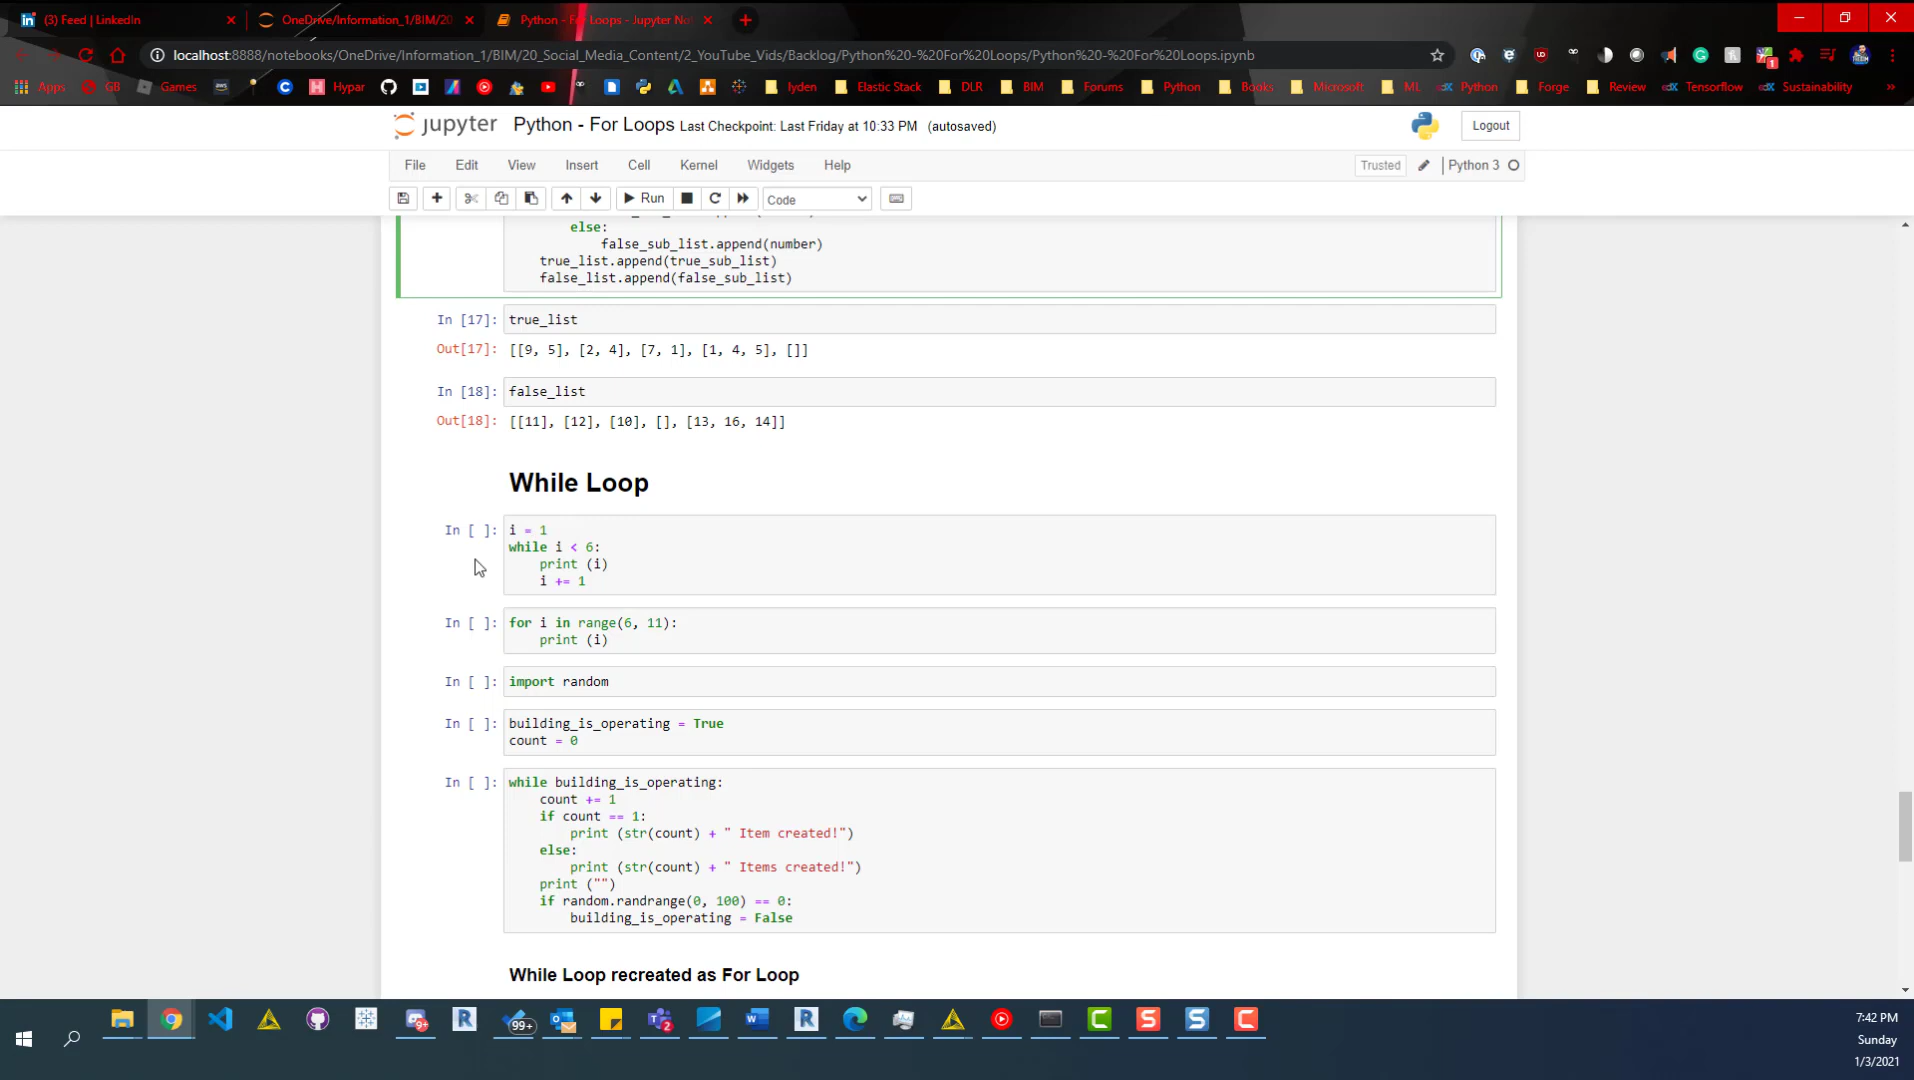 (3) Feed | LinkedIn
OneDrive/Information_1/BIM/20
Python - For Loops - Jupyter No
localhost:8888/notebooks/OneDrive/Information_1/BIM/20_Social_Media_Content/2_YouTube_Vids/Backlog/Python%20-%20For%20Loops/Python%20-%20For%20Loops.ipynb
Apps GB Games Hypar Iyden Elastic Stack DLR BIM Forums Python Books Microsoft ML Python Forge Review Tensorflow Sustainability »
jupyter Python - For Loops Last Checkpoint: Last Friday at 10:33 PM (autosaved)
Logout
File Edit View Insert Cell Kernel Widgets Help
Trusted Python 3
Run Code
else:
false_sub_list.append(number)
true_list.append(true_sub_list)
false_list.append(false_sub_list)
In [17]: true_list
Out[17]: [[9, 5], [2, 4], [7, 1], [1, 4, 5], []]
In [18]: false_list
Out[18]: [[11], [12], [10], [], [13, 16, 14]]
While Loop
In [ ]: i = 1
while i < 6:
print (i)
i += 1
In [ ]: for i in range(6, 11):
print (i)
In [ ]: import random
In [ ]: building_is_operating = True
count = 0
In [ ]: while building_is_operating:
count += 1
if count == 1:
print (str(count) + " Item created!")
else:
print (str(count) + " Items created!")
print ("")
if random.randrange(0, 100) == 0:
building_is_operating = False
While Loop recreated as For Loop
99+
7:42 PM
Sunday
1/3/2021